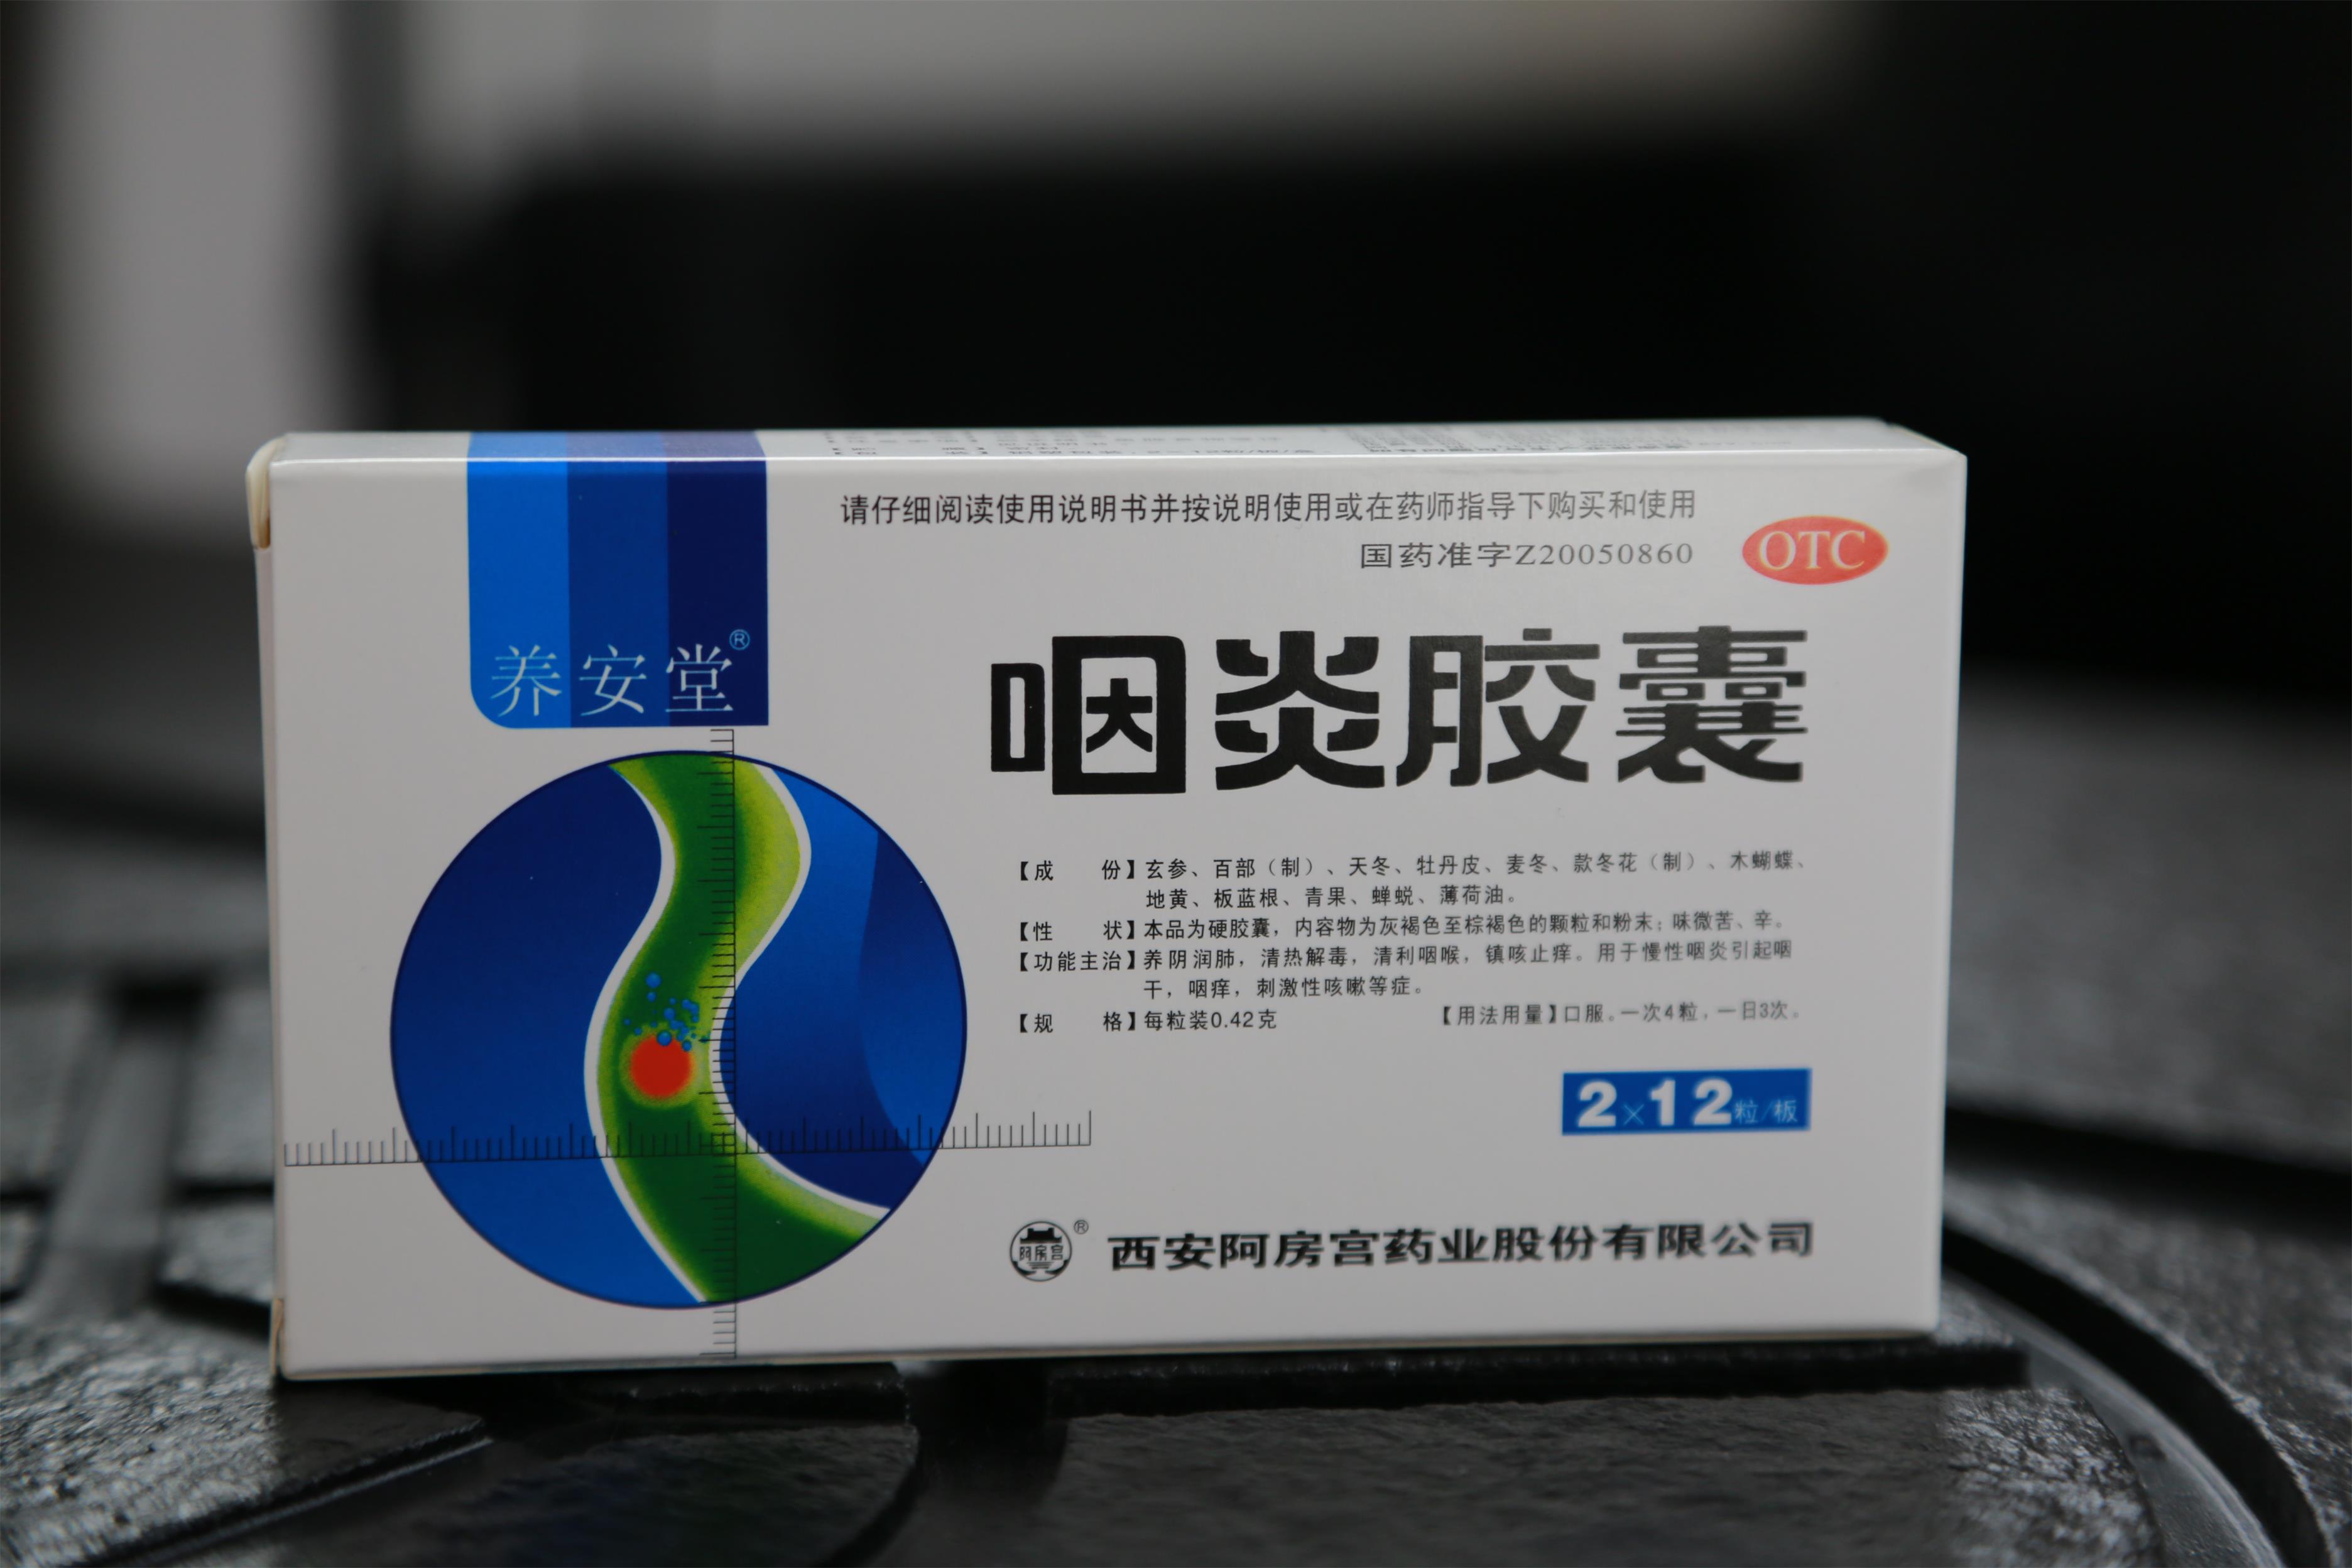 养安堂®
请仔细阅读使用说明书并按说明使用或在药师指导下购买和使用
国药准字Z20050860
OTC
咽炎胶囊
【成 份】玄参、百部（制）、天冬、牡丹皮、麦冬、款冬花（制）、木蝴蝶、
地黄、板蓝根、青果、蝉蜕、薄荷油。
【性 状】本品为硬胶囊，内容物为灰褐色至棕褐色的颗粒和粉末；味微苦、辛。
【功能主治】养阴润肺，清热解毒，清利咽喉，镇咳止痒。用于慢性咽炎引起咽
干，咽痒，刺激性咳嗽等症。
【规 格】每粒装0.42克 【用法用量】口服。一次4粒，一日3次。
2×12粒/板
阿房宫® 西安阿房宫药业股份有限公司